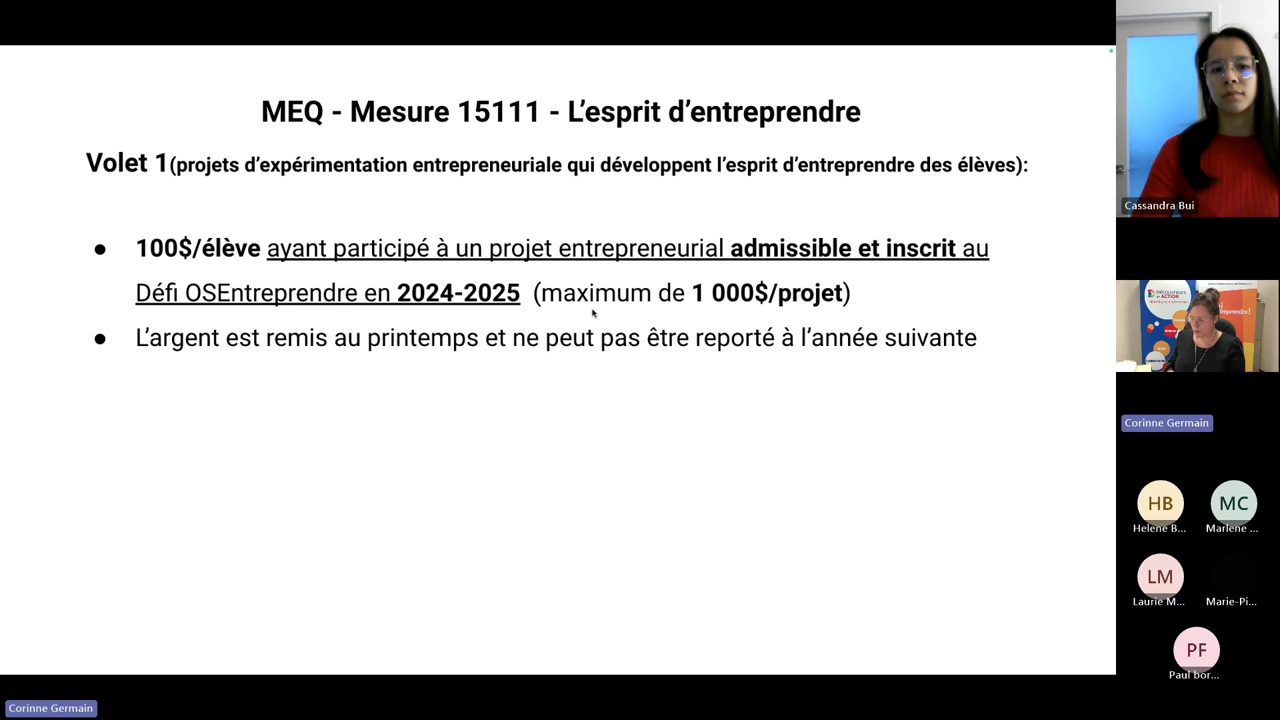 MEQ - Mesure 15111 - L’esprit d’entreprendre
Volet 1(projets d’expérimentation entrepreneuriale qui développent l’esprit d’entreprendre des élèves):
● 100$/élève ayant participé à un projet entrepreneurial admissible et inscrit au
Défi OSEntreprendre en 2024-2025 (maximum de 1 000$/projet)
● L’argent est remis au printemps et ne peut pas être reporté à l’année suivante
Cassandra Bui
Corinne Germain
HB
Helene B...
MC
Marlène ...
LM
Laurie M...
Marie-Pi...
PF
Paul bor...
Corinne Germain